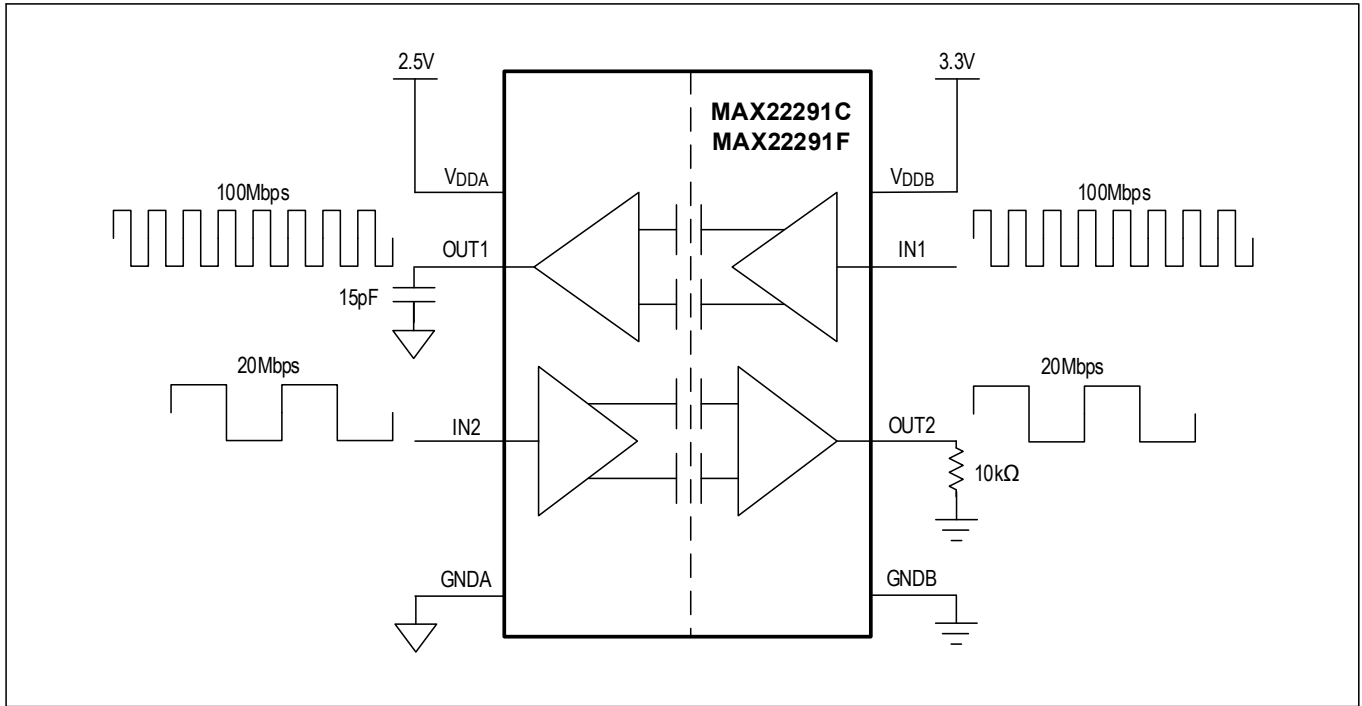 2.5V
3.3V
MAX22291C
MAX22291F
VDDA
VDDB
100Mbps
100Mbps
OUT1
IN1
15pF
20Mbps
20Mbps
IN2
OUT2
10kΩ
GNDA
GNDB